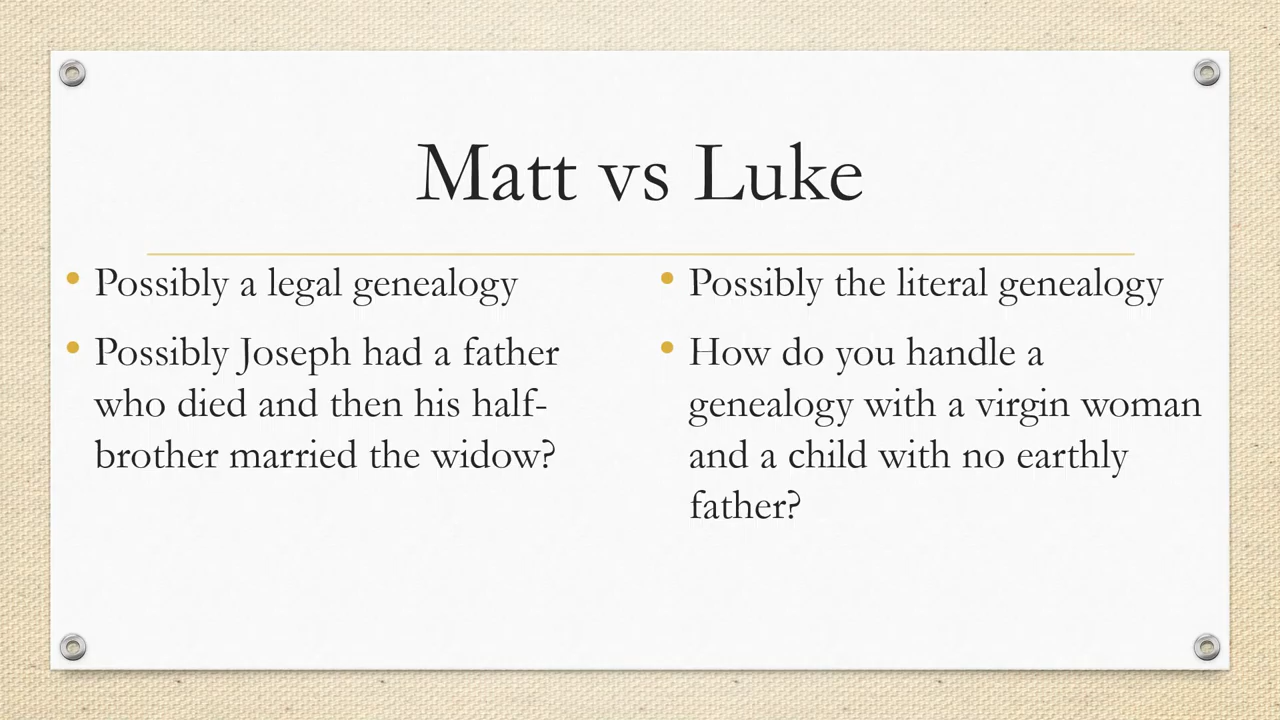 Matt vs Luke
• Possibly a legal genealogy
• Possibly Joseph had a father
who died and then his half-
brother married the widow?
• Possibly the literal genealogy
• How do you handle a
genealogy with a virgin woman
and a child with no earthly
father?